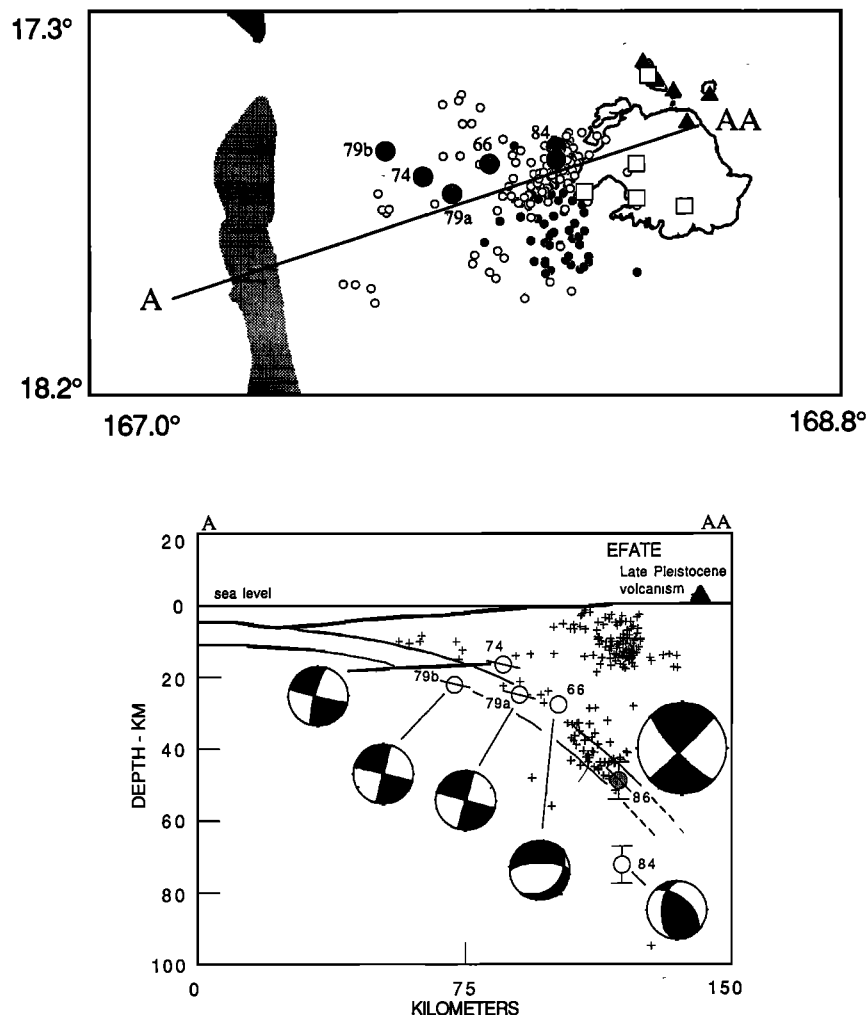 17.3°
84
AA
66
79b
74
79a
A
18.2°
167.0°
168.8°
A
AA
20
EFATE
Late Pleistocene
volcanism
sea level
0
74
20
79b
79a
66
40
DEPTH - KM
86
60
84
80
100
0
75
150
KILOMETERS